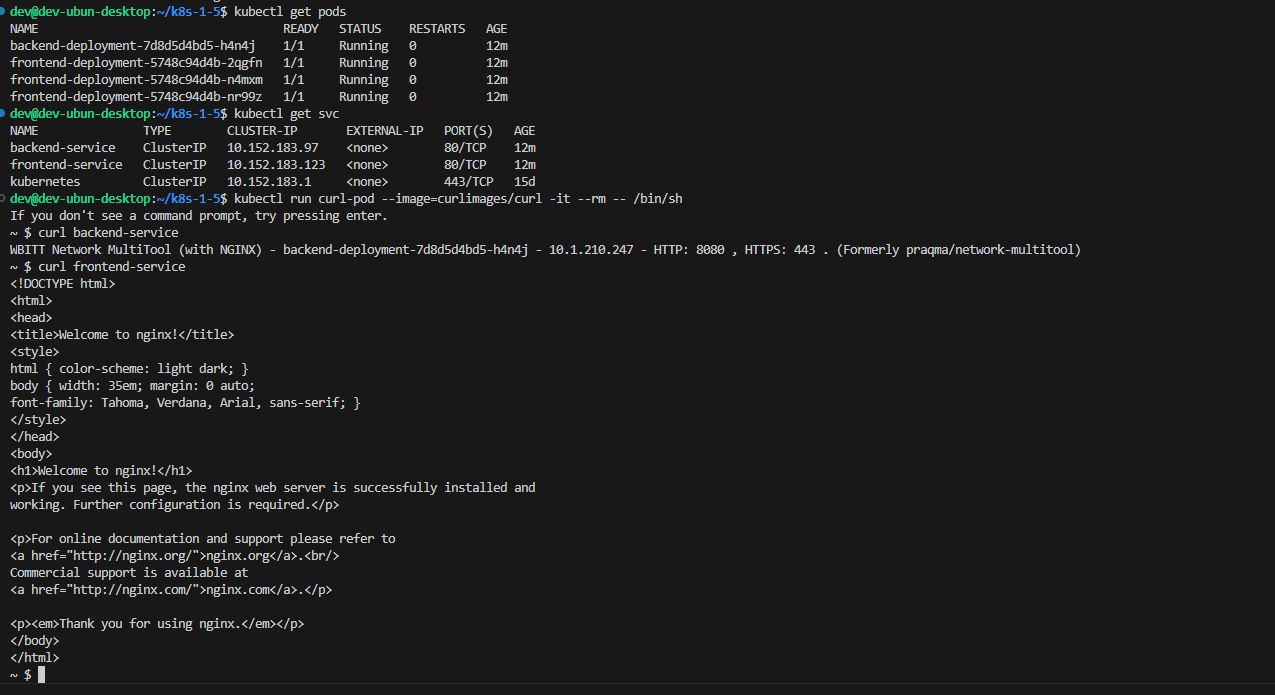 dev@dev-ubun-desktop:~/k8s-1-5$ kubectl get pods
NAME                                   READY   STATUS    RESTARTS   AGE
backend-deployment-7d8d5d4bd5-h4n4j    1/1     Running   0          12m
frontend-deployment-5748c94d4b-2qgfn   1/1     Running   0          12m
frontend-deployment-5748c94d4b-n4mxm   1/1     Running   0          12m
frontend-deployment-5748c94d4b-nr99z   1/1     Running   0          12m
dev@dev-ubun-desktop:~/k8s-1-5$ kubectl get svc
NAME               TYPE        CLUSTER-IP       EXTERNAL-IP   PORT(S)   AGE
backend-service    ClusterIP   10.152.183.97    <none>        80/TCP    12m
frontend-service   ClusterIP   10.152.183.123   <none>        80/TCP    12m
kubernetes         ClusterIP   10.152.183.1     <none>        443/TCP   15d
dev@dev-ubun-desktop:~/k8s-1-5$ kubectl run curl-pod --image=curlimages/curl -it --rm -- /bin/sh
If you don't see a command prompt, try pressing enter.
~ $ curl backend-service
WBITT Network MultiTool (with NGINX) - backend-deployment-7d8d5d4bd5-h4n4j - 10.1.210.247 - HTTP: 8080 , HTTPS: 443 . (Formerly praqma/network-multitool)
~ $ curl frontend-service
<!DOCTYPE html>
<html>
<head>
<title>Welcome to nginx!</title>
<style>
html { color-scheme: light dark; }
body { width: 35em; margin: 0 auto;
font-family: Tahoma, Verdana, Arial, sans-serif; }
</style>
</head>
<body>
<h1>Welcome to nginx!</h1>
<p>If you see this page, the nginx web server is successfully installed and
working. Further configuration is required.</p>

<p>For online documentation and support please refer to
<a href="http://nginx.org/">nginx.org</a>.<br/>
Commercial support is available at
<a href="http://nginx.com/">nginx.com</a>.</p>

<p><em>Thank you for using nginx.</em></p>
</body>
</html>
~ $